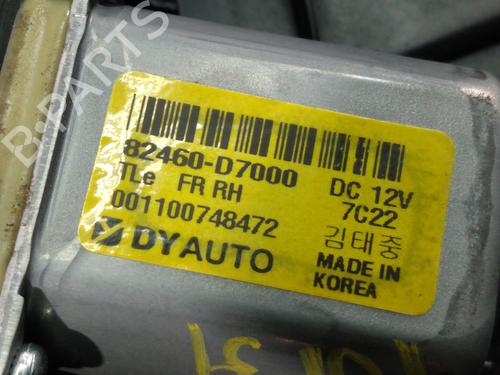 B-PARTS
82460-D7000
TLe FR RH
001100748472
DYAUTO
DC 12V
7C22
김태중
MADE IN
KOREA